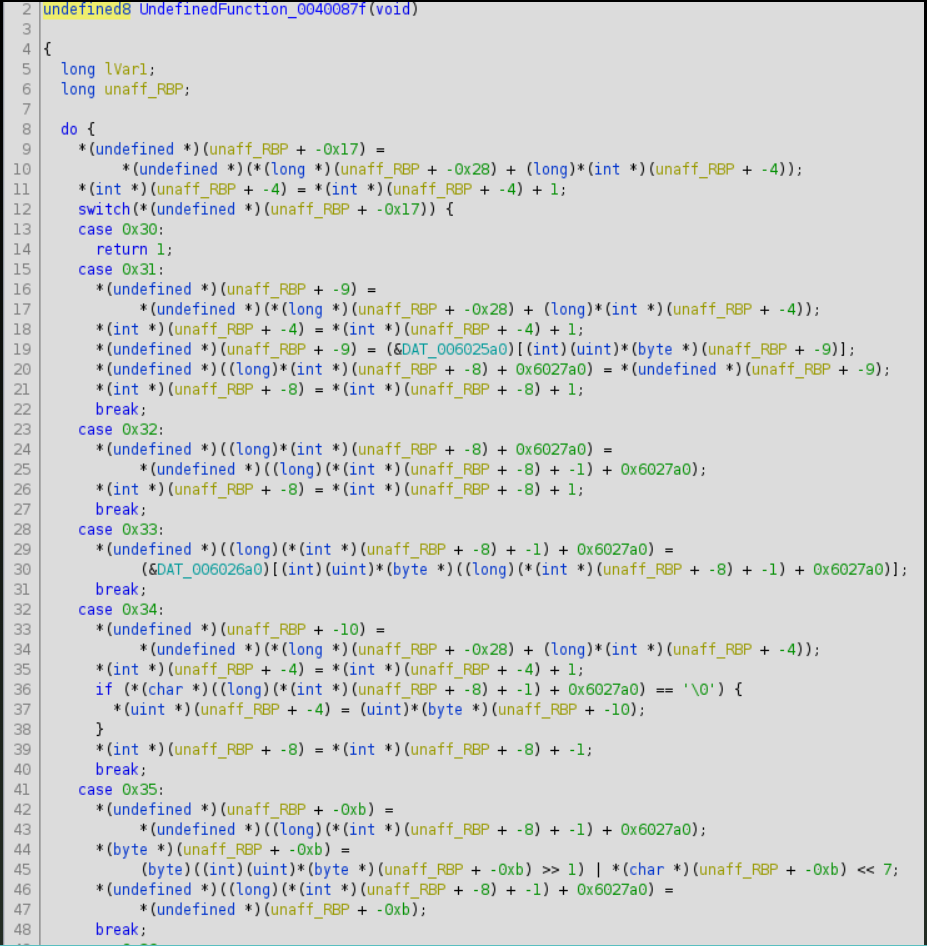 2 undefined8 UndefinedFunction_0040087f(void)
3
4 {
5   long lVar1;
6   long unaff_RBP;
7
8   do {
9     *(undefined *)(unaff_RBP + -0x17) =
10          *(undefined *)(*(long *)(unaff_RBP + -0x28) + (long)*(int *)(unaff_RBP + -4));
11     *(int *)(unaff_RBP + -4) = *(int *)(unaff_RBP + -4) + 1;
12     switch(*(undefined *)(unaff_RBP + -0x17)) {
13     case 0x30:
14       return 1;
15     case 0x31:
16       *(undefined *)(unaff_RBP + -9) =
17            *(undefined *)(*(long *)(unaff_RBP + -0x28) + (long)*(int *)(unaff_RBP + -4));
18       *(int *)(unaff_RBP + -4) = *(int *)(unaff_RBP + -4) + 1;
19       *(undefined *)(unaff_RBP + -9) = (&DAT_006025a0)[(int)(uint)*(byte *)(unaff_RBP + -9)];
20       *(undefined *)((long)*(int *)(unaff_RBP + -8) + 0x6027a0) = *(undefined *)(unaff_RBP + -9);
21       *(int *)(unaff_RBP + -8) = *(int *)(unaff_RBP + -8) + 1;
22       break;
23     case 0x32:
24       *(undefined *)((long)*(int *)(unaff_RBP + -8) + 0x6027a0) =
25            *(undefined *)((long)(*(int *)(unaff_RBP + -8) + -1) + 0x6027a0);
26       *(int *)(unaff_RBP + -8) = *(int *)(unaff_RBP + -8) + 1;
27       break;
28     case 0x33:
29       *(undefined *)((long)(*(int *)(unaff_RBP + -8) + -1) + 0x6027a0) =
30            (&DAT_006026a0)[(int)(uint)*(byte *)((long)(*(int *)(unaff_RBP + -8) + -1) + 0x6027a0)];
31       break;
32     case 0x34:
33       *(undefined *)(unaff_RBP + -10) =
34            *(undefined *)(*(long *)(unaff_RBP + -0x28) + (long)*(int *)(unaff_RBP + -4));
35       *(int *)(unaff_RBP + -4) = *(int *)(unaff_RBP + -4) + 1;
36       if (*(char *)((long)(*(int *)(unaff_RBP + -8) + -1) + 0x6027a0) == '\0') {
37         *(uint *)(unaff_RBP + -4) = (uint)*(byte *)(unaff_RBP + -10);
38       }
39       *(int *)(unaff_RBP + -8) = *(int *)(unaff_RBP + -8) + -1;
40       break;
41     case 0x35:
42       *(undefined *)(unaff_RBP + -0xb) =
43            *(undefined *)((long)(*(int *)(unaff_RBP + -8) + -1) + 0x6027a0);
44       *(byte *)(unaff_RBP + -0xb) =
45            (byte)((int)(uint)*(byte *)(unaff_RBP + -0xb) >> 1) | *(char *)(unaff_RBP + -0xb) << 7;
46       *(undefined *)((long)(*(int *)(unaff_RBP + -8) + -1) + 0x6027a0) =
47            *(undefined *)(unaff_RBP + -0xb);
48       break;